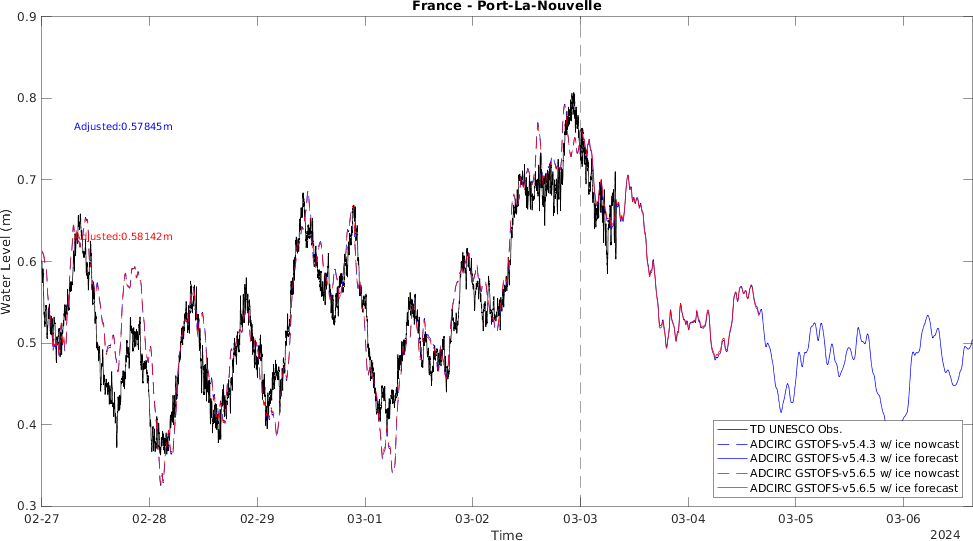 France - Port-La-Nouvelle
0.9
0.8
0.7
0.6
0.5
0.4
0.3
Water Level (m)
Adjusted:0.57845m
Adjusted:0.58142m
TD UNESCO Obs.
ADCIRC GSTOFS-v5.4.3 w/ ice nowcast
ADCIRC GSTOFS-v5.4.3 w/ ice forecast
ADCIRC GSTOFS-v5.6.5 w/ ice nowcast
ADCIRC GSTOFS-v5.6.5 w/ ice forecast
02-27 02-28 02-29 03-01 03-02 03-03 03-04 03-05 03-06
Time
2024